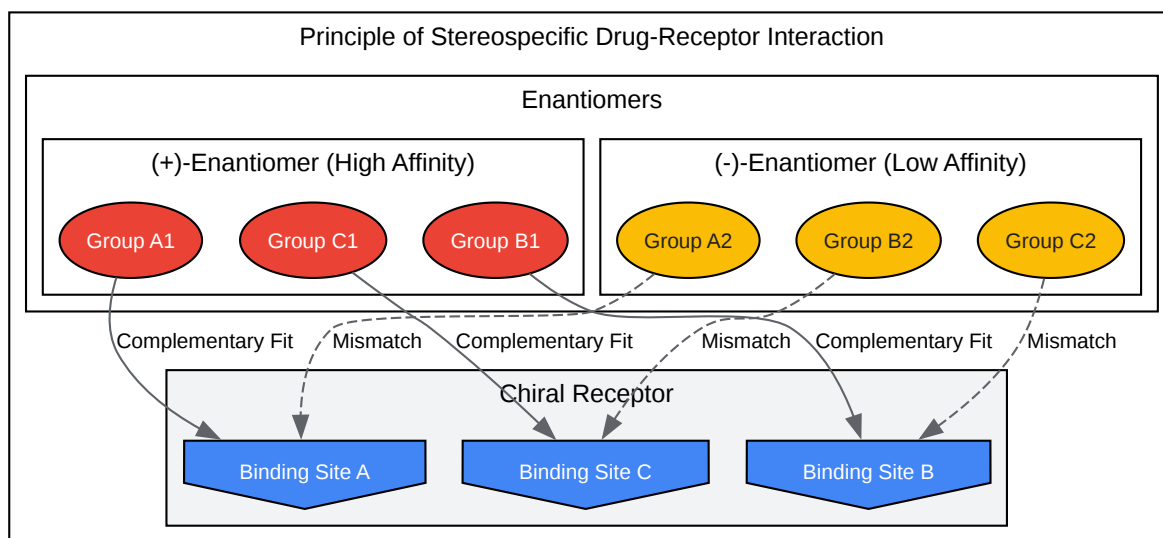 Principle of Stereospecific Drug-Receptor Interaction
Enantiomers
(+)-Enantiomer (High Affinity)
(-)-Enantiomer (Low Affinity)
Group A1
Group C1
Group B1
Group A2
Group B2
Group C2
Complementary Fit
Mismatch
Complementary Fit
Mismatch
Complementary Fit
Mismatch
Chiral Receptor
Binding Site A
Binding Site C
Binding Site B